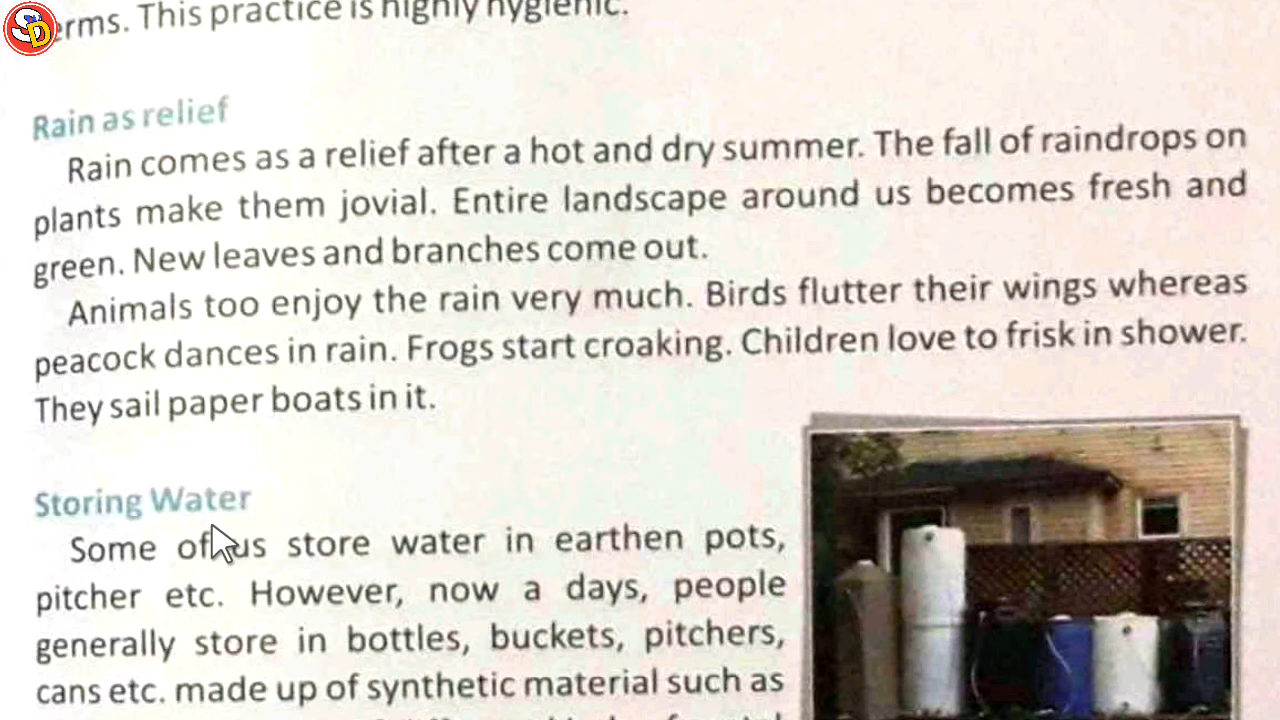 erms. This practice is highly hygienic.
SD
Rain as relief
Rain comes as a relief after a hot and dry summer. The fall of raindrops on
plants make them jovial. Entire landscape around us becomes fresh and
green. New leaves and branches come out.
Animals too enjoy the rain very much. Birds flutter their wings whereas
peacock dances in rain. Frogs start croaking. Children love to frisk in shower.
They sail paper boats in it.
Storing Water
Some of us store water in earthen pots,
pitcher etc. However, now a days, people
generally store in bottles, buckets, pitchers,
cans etc. made up of synthetic material such as